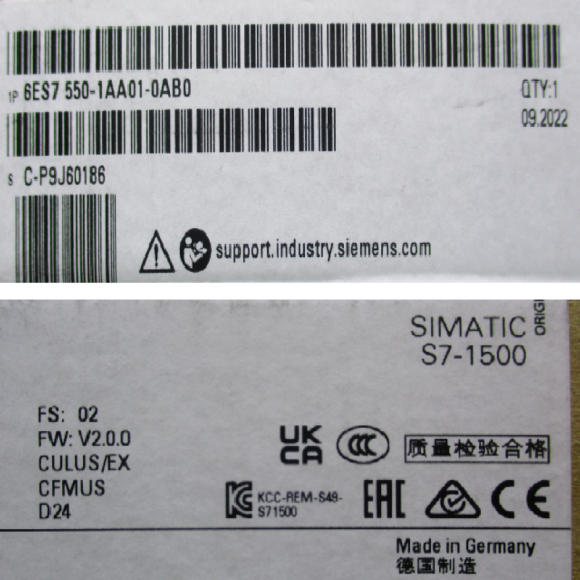 1P 6ES7 550-1AA01-0AB0
QTY:1
09.2022
S C-P9J60186
support.industry.siemens.com
SIMATIC
S7-1500
FS: 02
FW: V2.0.0
CULUS/EX
CFMUS
D24
UK
CA
CCC
质量检验合格
KCC-REM-S49-
S71500
EAC
CE
Made in Germany
德国制造